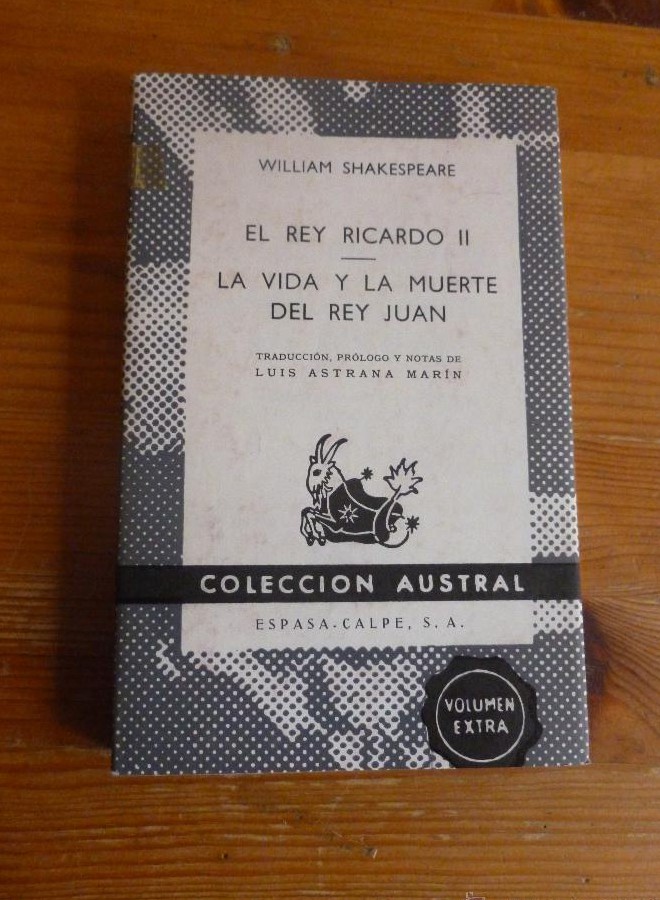 WILLIAM SHAKESPEARE
EL REY RICARDO II
LA VIDA Y LA MUERTE
DEL REY JUAN
TRADUCCIÓN, PRÓLOGO Y NOTAS DE
LUIS ASTRANA MARÍN
COLECCION AUSTRAL
ESPASA-CALPE, S. A.
VOLUMEN
EXTRA